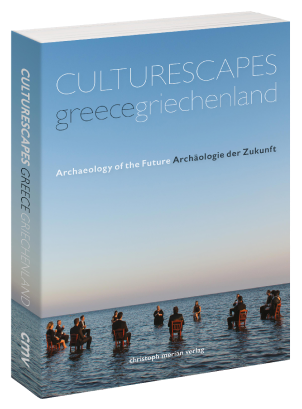 CULTURESCAPES
greecegriechenland
Archaeology of the Future Archäologie der Zukunft
christoph merian verlag
CULTURESCAPES GREECE GRIECHENLAND
cmv